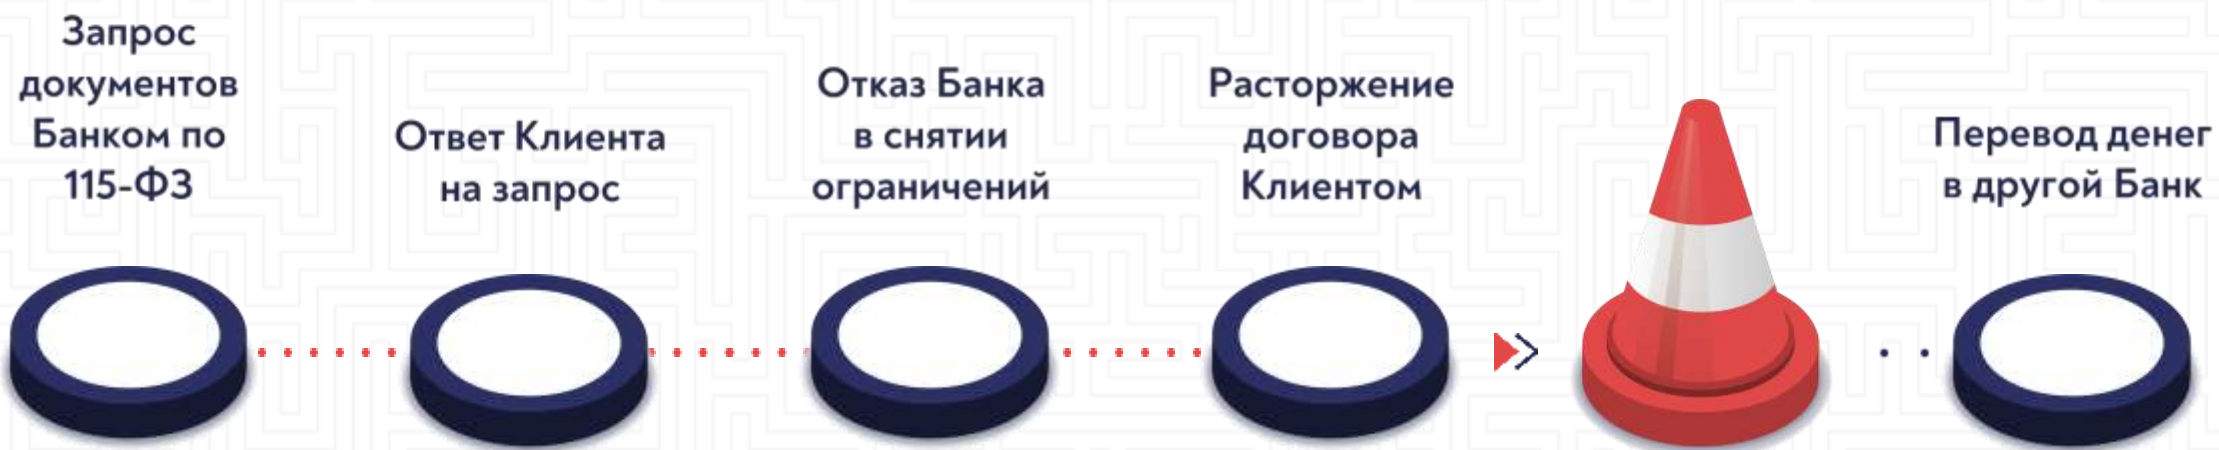 Запрос
документов
Банком по
115-ФЗ
Ответ Клиента
на запрос
Отказ Банка
в снятии
ограничений
Расторжение
договора
Клиентом
Перевод денег
в другой Банк